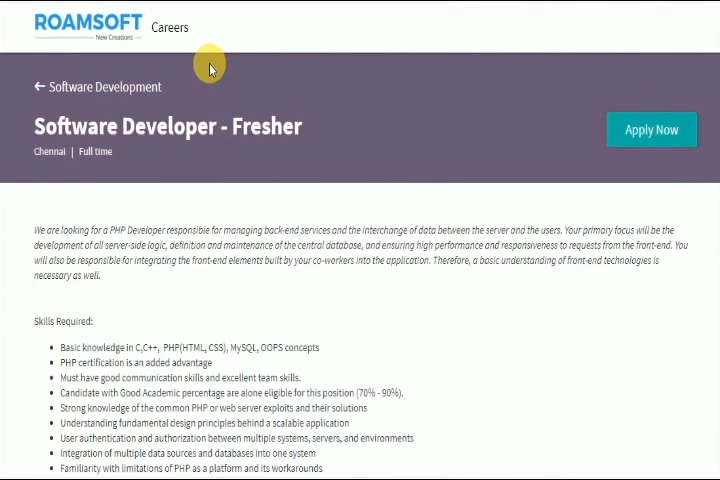 ROAMSOFT
New Creations
Careers
← Software Development
Software Developer - Fresher
Chennai | Full time
Apply Now
We are looking for a PHP Developer responsible for managing back-end services and the interchange of data between the server and the users. Your primary focus will be the
development of all server-side logic, definition and maintenance of the central database, and ensuring high performance and responsiveness to requests from the front-end. You
will also be responsible for integrating the front-end elements built by your co-workers into the application. Therefore, a basic understanding of front-end technologies is
necessary as well.
Skills Required:
• Basic knowledge in C,C++, PHP(HTML, CSS), MySQL, OOPS concepts
• PHP certification is an added advantage
• Must have good communication skills and excellent team skills.
• Candidate with Good Academic percentage are alone eligible for this position (70% - 90%).
• Strong knowledge of the common PHP or web server exploits and their solutions
• Understanding fundamental design principles behind a scalable application
• User authentication and authorization between multiple systems, servers, and environments
• Integration of multiple data sources and databases into one system
• Familiarity with limitations of PHP as a platform and its workarounds